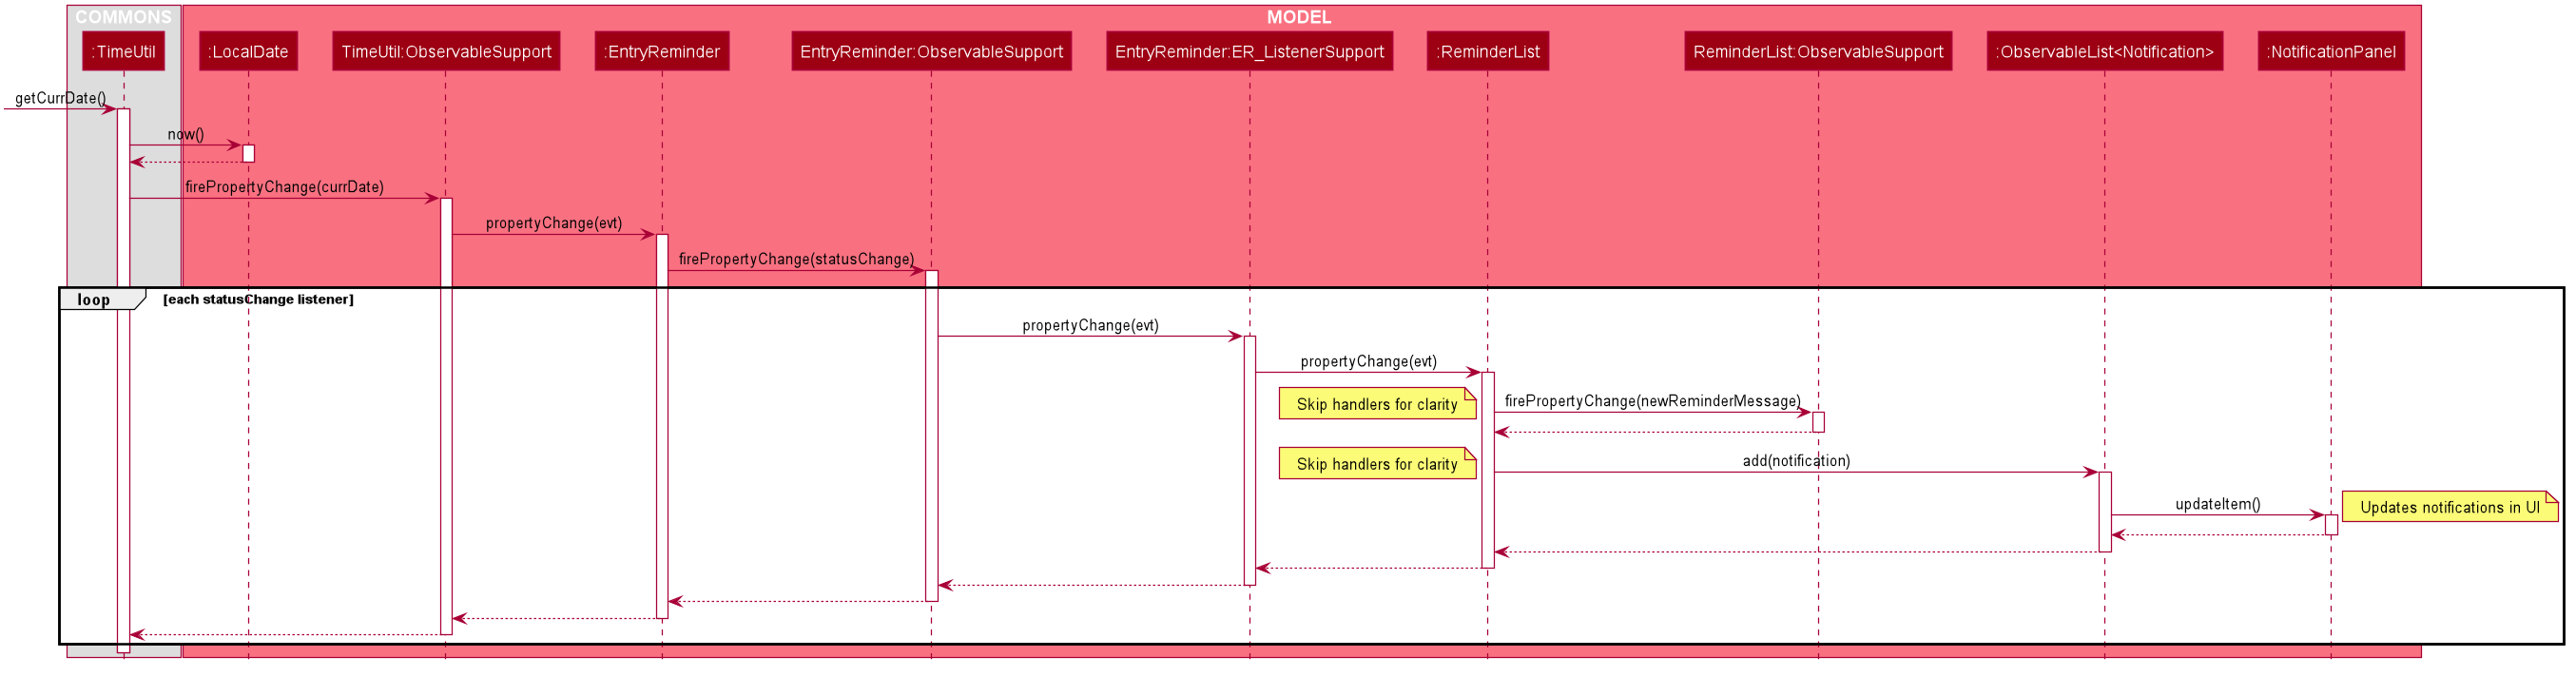 COMMONS
MODEL
:TimeUtil
:LocalDate
TimeUtil:ObservableSupport
:EntryReminder
EntryReminder:ObservableSupport
EntryReminder:ER_ListenerSupport
:ReminderList
ReminderList:ObservableSupport
:ObservableList<Notification>
:NotificationPanel
getCurrDate()
now()
firePropertyChange(currDate)
propertyChange(evt)
firePropertyChange(statusChange)
loop
[each statusChange listener]
propertyChange(evt)
propertyChange(evt)
Skip handlers for clarity
firePropertyChange(newReminderMessage)
Skip handlers for clarity
add(notification)
updateItem()
Updates notifications in UI